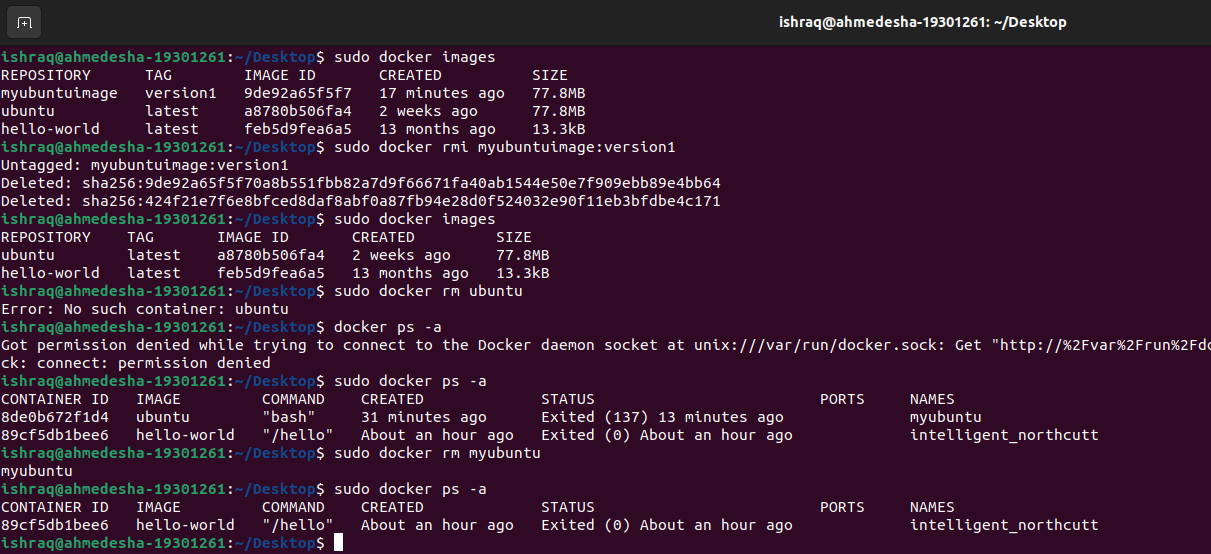 ishraq@ahmedesha-19301261: ~/Desktop
ishraq@ahmedesha-19301261:~/Desktop$ sudo docker images
REPOSITORY      TAG        IMAGE ID       CREATED          SIZE
myubuntuimage   version1   9de92a65f5f7   17 minutes ago   77.8MB
ubuntu          latest     a8780b506fa4   2 weeks ago      77.8MB
hello-world     latest     feb5d9fea6a5   13 months ago    13.3kB
ishraq@ahmedesha-19301261:~/Desktop$ sudo docker rmi myubuntuimage:version1
Untagged: myubuntuimage:version1
Deleted: sha256:9de92a65f5f70a8b551fbb82a7d9f66671fa40ab1544e50e7f909ebb89e4bb64
Deleted: sha256:424f21e7f6e8bfced8daf8abf0a87fb94e28d0f524032e90f11eb3bfdbe4c171
ishraq@ahmedesha-19301261:~/Desktop$ sudo docker images
REPOSITORY    TAG       IMAGE ID       CREATED         SIZE
ubuntu        latest    a8780b506fa4   2 weeks ago     77.8MB
hello-world   latest    feb5d9fea6a5   13 months ago   13.3kB
ishraq@ahmedesha-19301261:~/Desktop$ sudo docker rm ubuntu
Error: No such container: ubuntu
ishraq@ahmedesha-19301261:~/Desktop$ docker ps -a
Got permission denied while trying to connect to the Docker daemon socket at unix:///var/run/docker.sock: Get "http://%2Fvar%2Frun%2Fdo
ck: connect: permission denied
ishraq@ahmedesha-19301261:~/Desktop$ sudo docker ps -a
CONTAINER ID   IMAGE         COMMAND    CREATED             STATUS                         PORTS     NAMES
8de0b672f1d4   ubuntu        "bash"     31 minutes ago      Exited (137) 13 minutes ago              myubuntu
89cf5db1bee6   hello-world   "/hello"   About an hour ago   Exited (0) About an hour ago             intelligent_northcutt
ishraq@ahmedesha-19301261:~/Desktop$ sudo docker rm myubuntu
myubuntu
ishraq@ahmedesha-19301261:~/Desktop$ sudo docker ps -a
CONTAINER ID   IMAGE         COMMAND    CREATED             STATUS                         PORTS     NAMES
89cf5db1bee6   hello-world   "/hello"   About an hour ago   Exited (0) About an hour ago             intelligent_northcutt
ishraq@ahmedesha-19301261:~/Desktop$